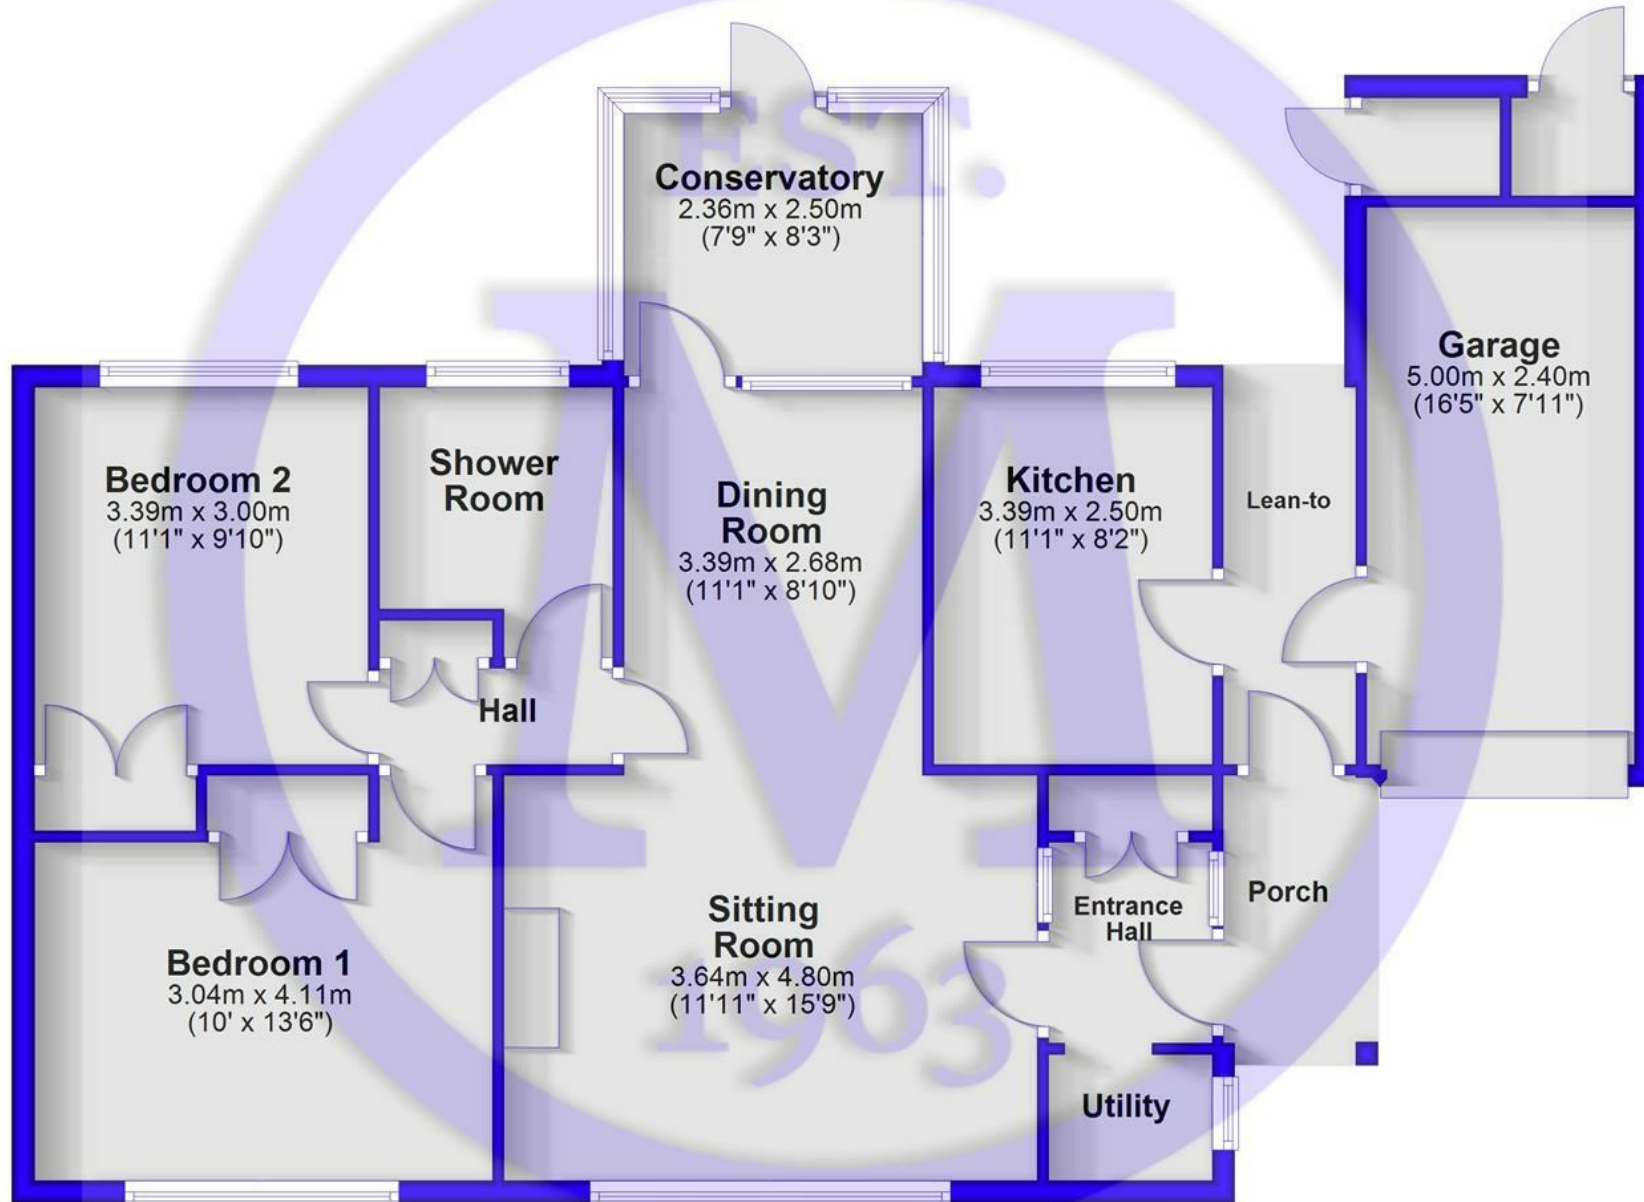 EST.
Conservatory
2.36m x 2.50m
(7'9" x 8'3")
Garage
5.00m x 2.40m
(16'5" x 7'11")
Bedroom 2
3.39m x 3.00m
(11'1" x 9'10")
Shower
Room
Dining
Room
3.39m x 2.68m
(11'1" x 8'10")
Kitchen
3.39m x 2.50m
(11'1" x 8'2")
Lean-to
M
Hall
Bedroom 1
3.04m x 4.11m
(10' x 13'6")
Sitting
Room
3.64m x 4.80m
(11'11" x 15'9")
1963
Entrance
Hall
Porch
Utility